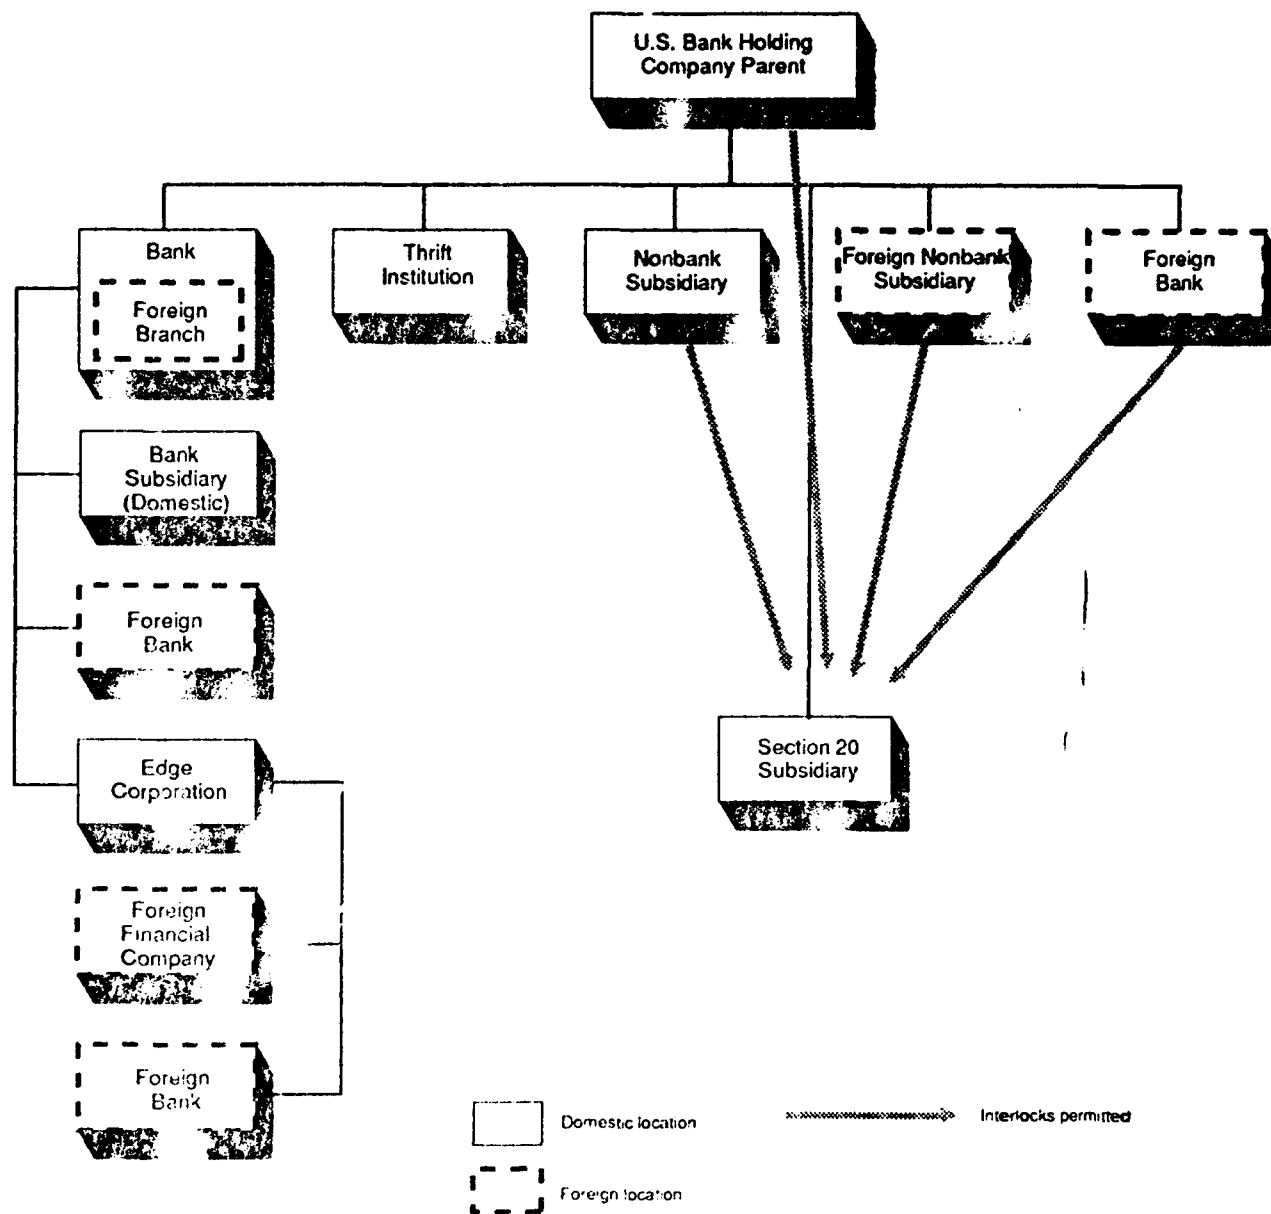 U.S. Bank Holding
Company Parent
Bank
Foreign
Branch
Thrift
Institution
Nonbank
Subsidiary
Foreign Nonbank
Subsidiary
Foreign
Bank
Bank
Subsidiary
(Domestic)
Foreign
Bank
Edge
Corporation
Section 20
Subsidiary
Foreign
Financial
Company
Foreign
Bank
Domestic location
Interlocks permitted
Foreign location